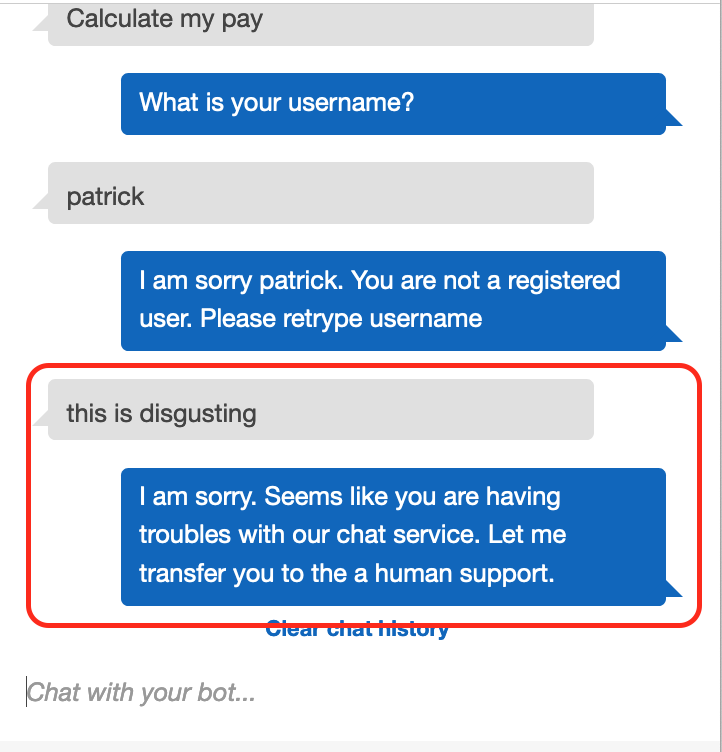 Calculate my pay
What is your username?
patrick
I am sorry patrick. You are not a registered
user. Please retrype username
this is disgusting
I am sorry. Seems like you are having
troubles with our chat service. Let me
transfer you to the a human support.
Clear chat history
Chat with your bot...